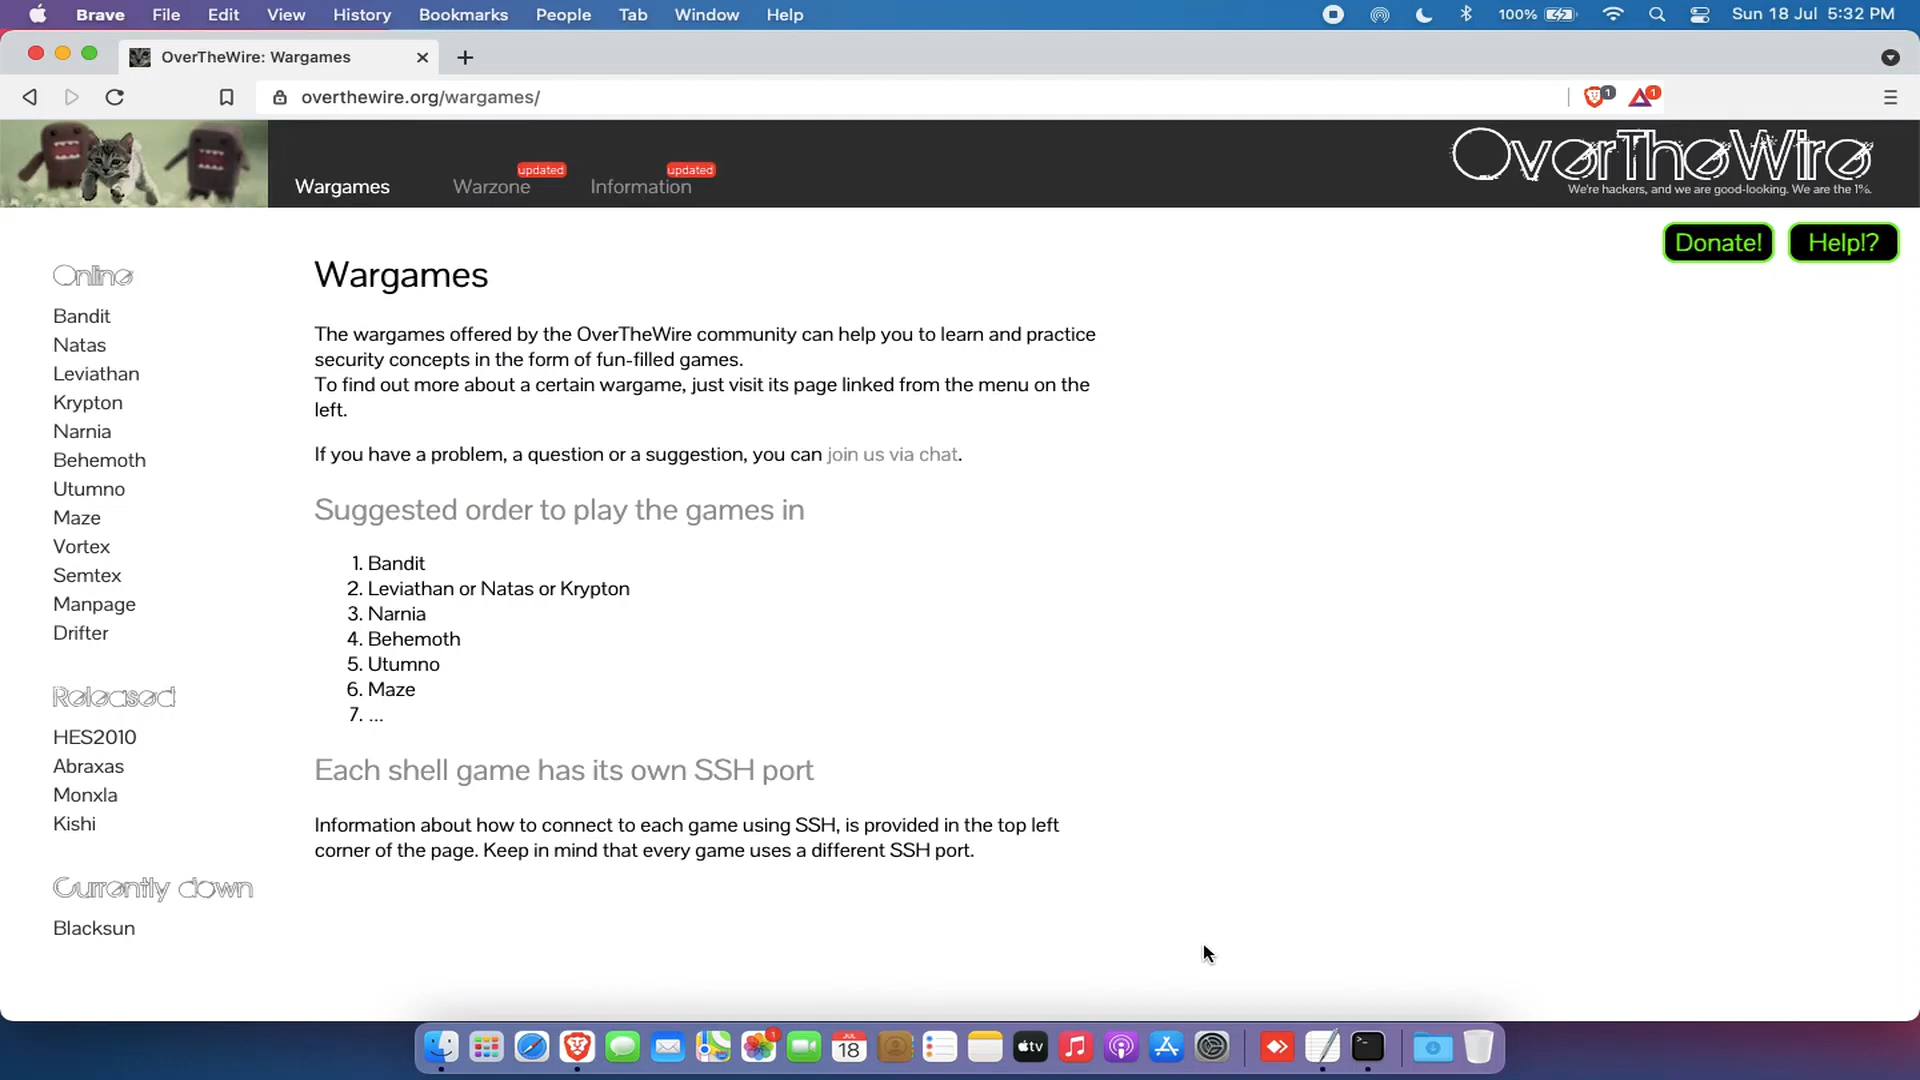 Brave File Edit View History Bookmarks People Tab Window Help 100% Sun 18 Jul 5:32 PM
OverTheWire: Wargames
overthewire.org/wargames/ 1 1
Wargames Warzone updated Information updated
OverTheWire
We're hackers, and we are good-looking. We are the 1%.
Donate! Help!?
Online
Bandit
Natas
Leviathan
Krypton
Narnia
Behemoth
Utumno
Maze
Vortex
Semtex
Manpage
Drifter
Released
HES2010
Abraxas
Monxla
Kishi
Currently down
Blacksun
Wargames
The wargames offered by the OverTheWire community can help you to learn and practice
security concepts in the form of fun-filled games.
To find out more about a certain wargame, just visit its page linked from the menu on the
left.
If you have a problem, a question or a suggestion, you can join us via chat.
Suggested order to play the games in
1. Bandit
2. Leviathan or Natas or Krypton
3. Narnia
4. Behemoth
5. Utumno
6. Maze
7. ...
Each shell game has its own SSH port
Information about how to connect to each game using SSH, is provided in the top left
corner of the page. Keep in mind that every game uses a different SSH port.
1
JUL
18
tv